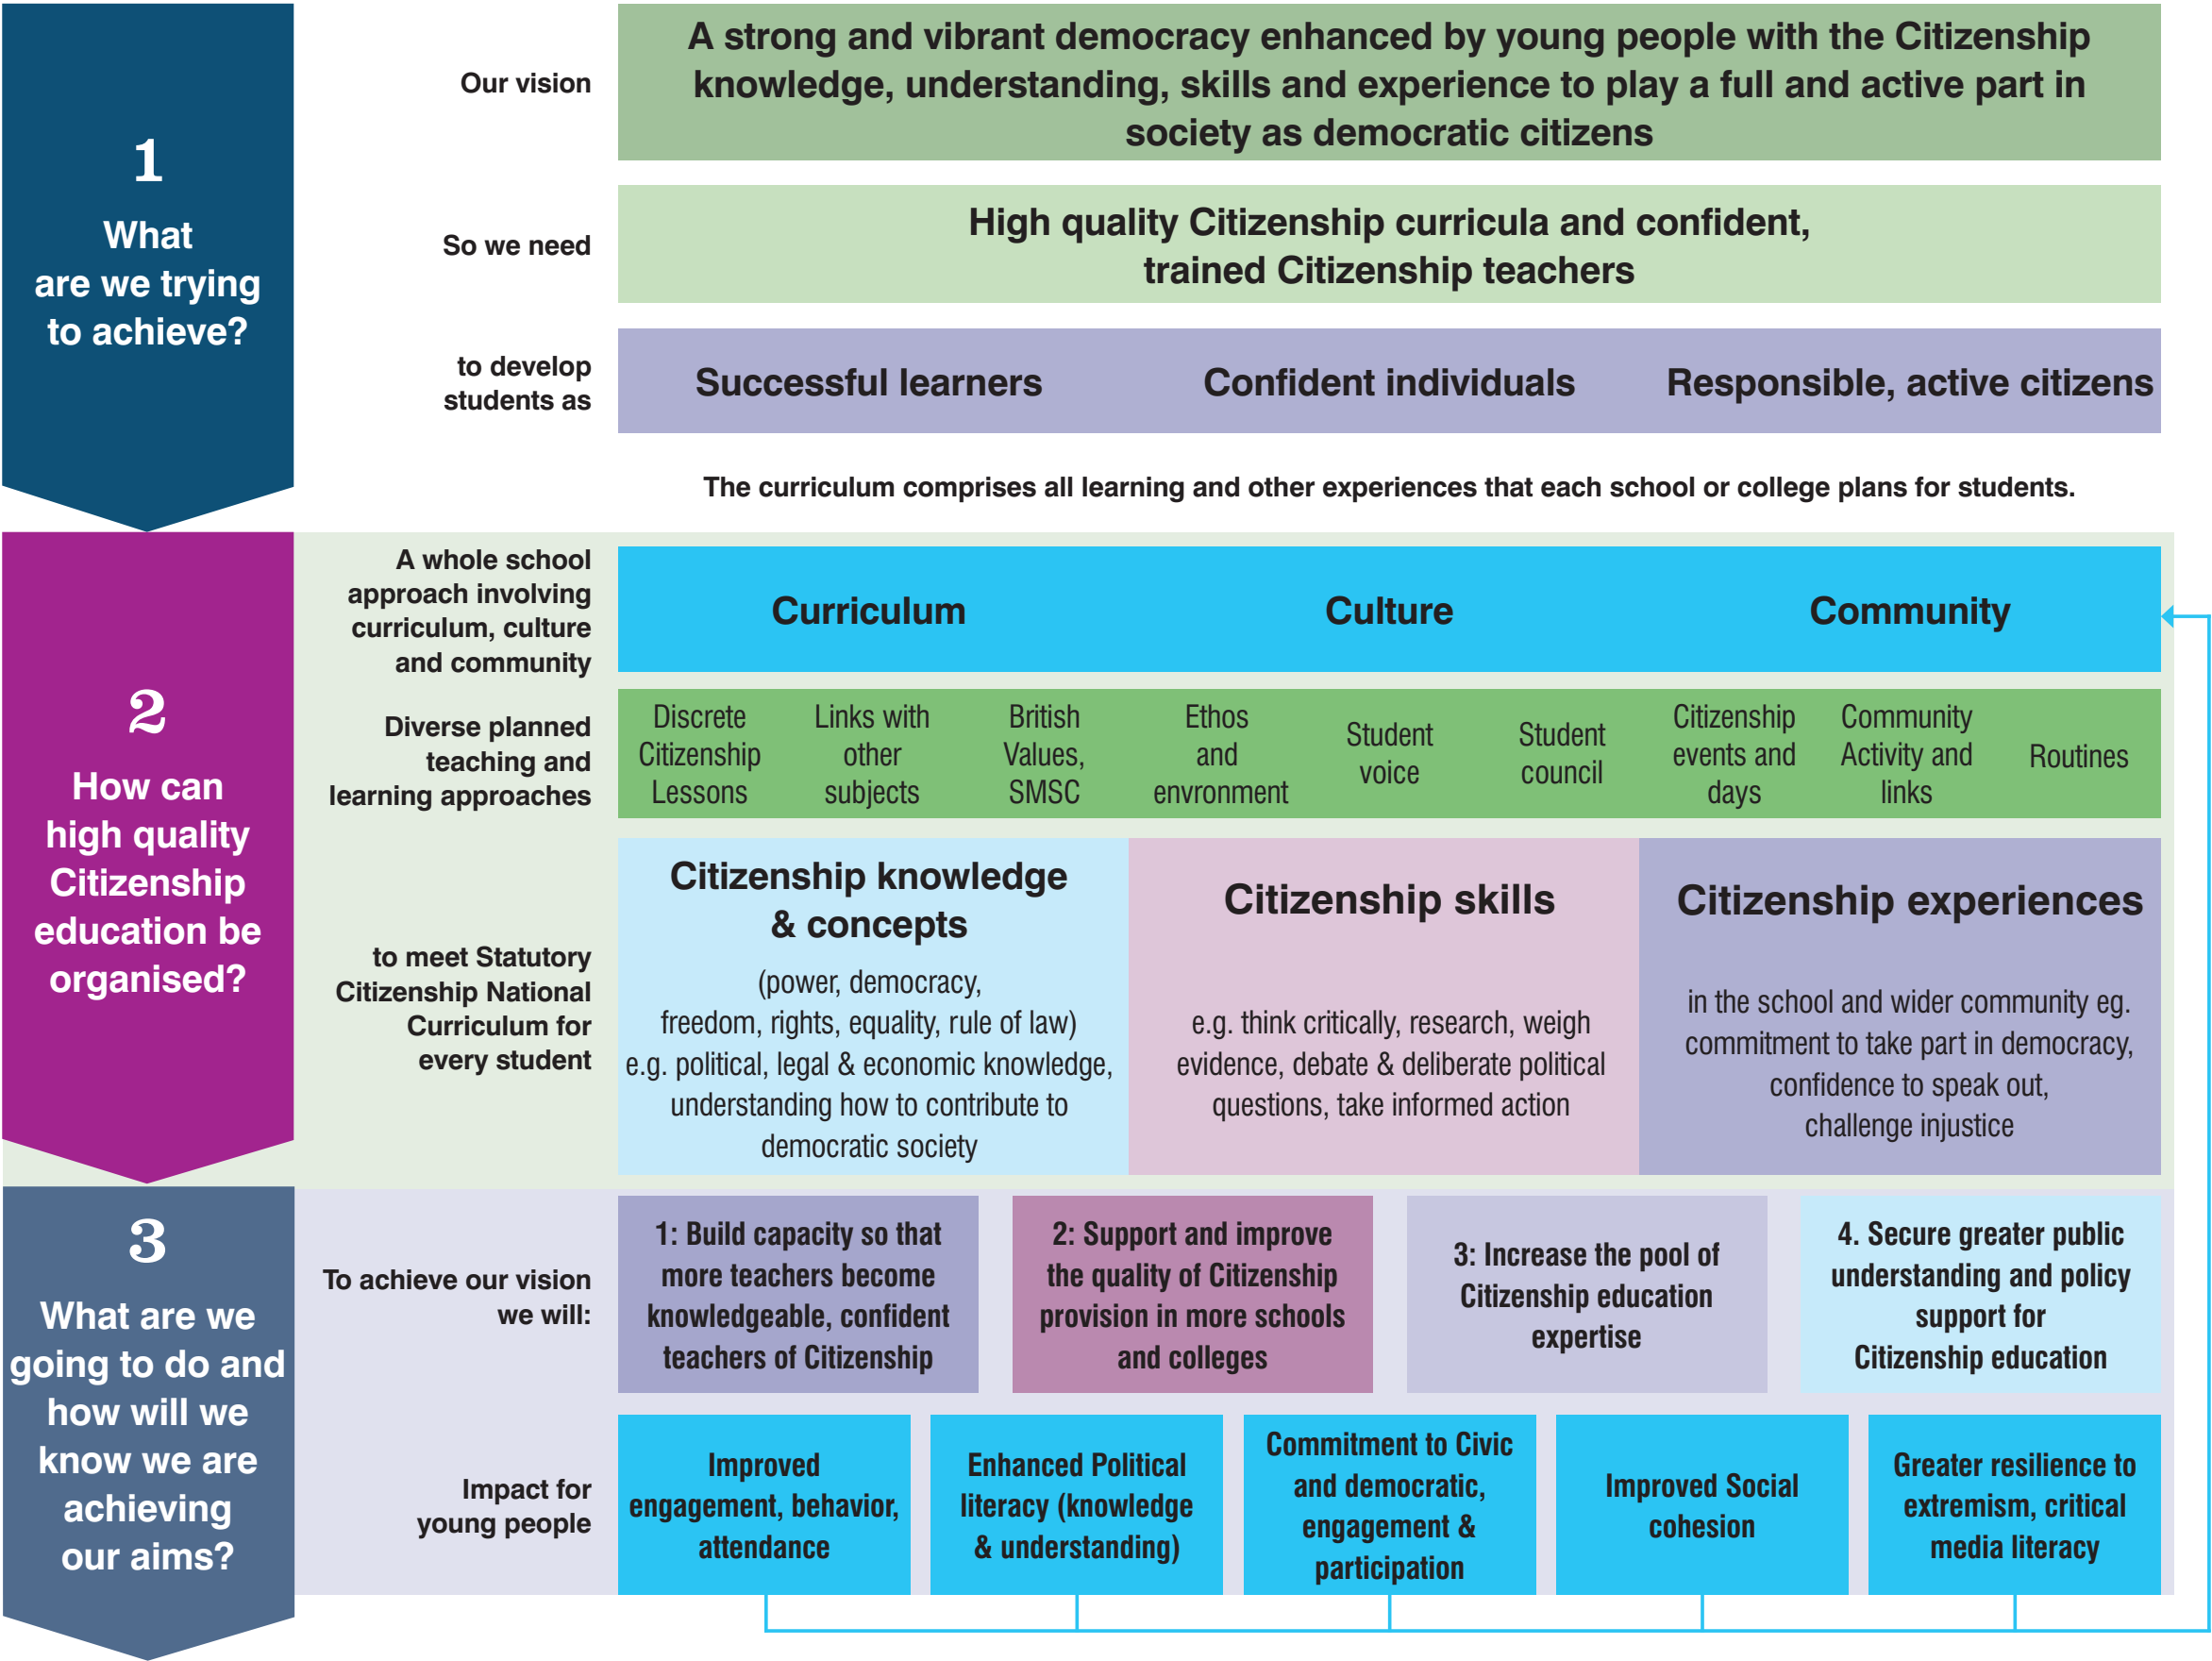 1
What
are we trying
to achieve?
Our vision
A strong and vibrant democracy enhanced by young people with the Citizenship
knowledge, understanding, skills and experience to play a full and active part in
society as democratic citizens
So we need
High quality Citizenship curricula and confident,
trained Citizenship teachers
to develop
students as
Successful learners
Confident individuals
Responsible, active citizens
The curriculum comprises all learning and other experiences that each school or college plans for students.
2
How can
high quality
Citizenship
education be
organised?
A whole school
approach involving
curriculum, culture
and community
Curriculum
Culture
Community
Diverse planned
teaching and
learning approaches
Discrete
Citizenship
Lessons
Links with
other
subjects
British
Values,
SMSC
Ethos
and
envronment
Student
voice
Student
council
Citizenship
events and
days
Community
Activity and
links
Routines
to meet Statutory
Citizenship National
Curriculum for
every student
Citizenship knowledge
& concepts
(power, democracy,
freedom, rights, equality, rule of law)
e.g. political, legal & economic knowledge,
understanding how to contribute to
democratic society
Citizenship skills
e.g. think critically, research, weigh
evidence, debate & deliberate political
questions, take informed action
Citizenship experiences
in the school and wider community eg.
commitment to take part in democracy,
confidence to speak out,
challenge injustice
3
What are we
going to do and
how will we
know we are
achieving
our aims?
To achieve our vision
we will:
1: Build capacity so that
more teachers become
knowledgeable, confident
teachers of Citizenship
2: Support and improve
the quality of Citizenship
provision in more schools
and colleges
3: Increase the pool of
Citizenship education
expertise
4. Secure greater public
understanding and policy
support for
Citizenship education
Impact for
young people
Improved
engagement, behavior,
attendance
Enhanced Political
literacy (knowledge
& understanding)
Commitment to Civic
and democratic,
engagement &
participation
Improved Social
cohesion
Greater resilience to
extremism, critical
media literacy